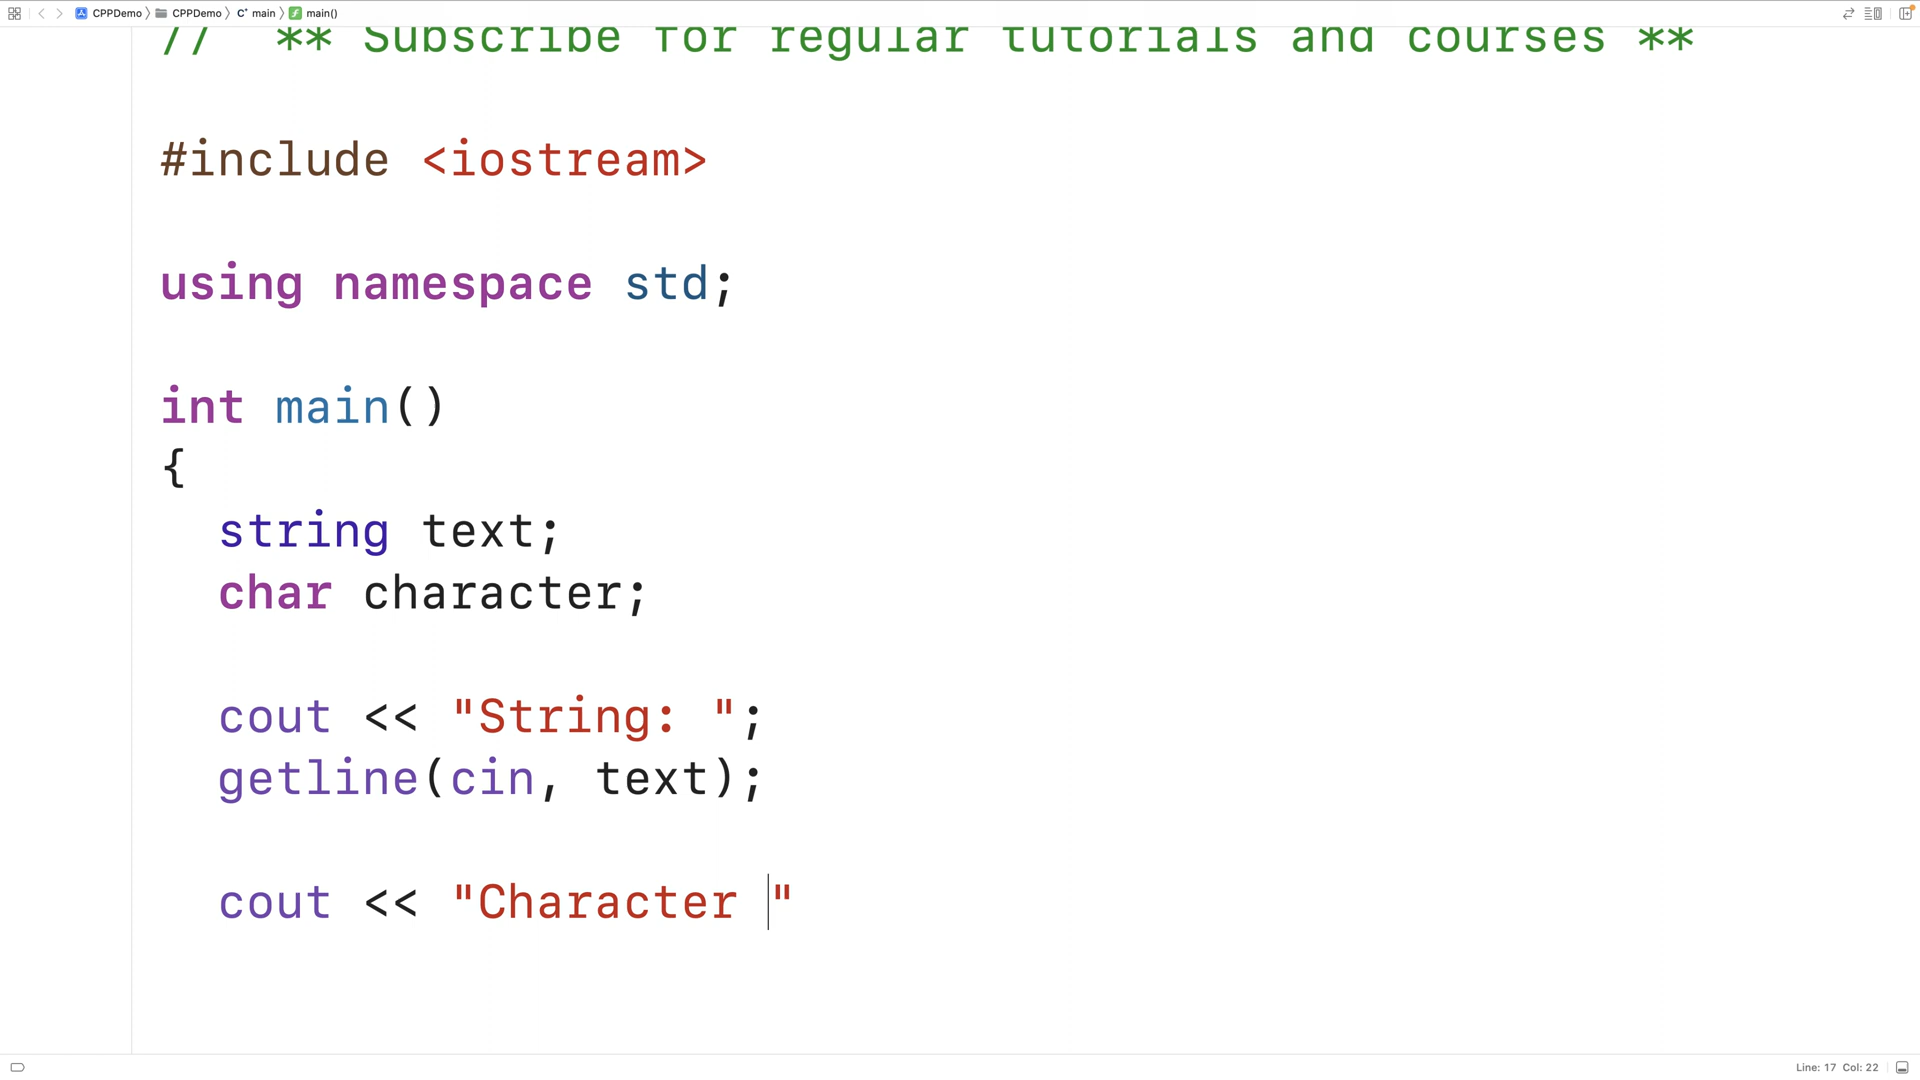 CPPDemo CPPDemo C+ main f main()
// ** Subscribe for regular tutorials and courses **
#include <iostream>
using namespace std;
int main()
{
string text;
char character;
cout << "String: ";
getline(cin, text);
cout << "Character "
Line: 17 Col: 22